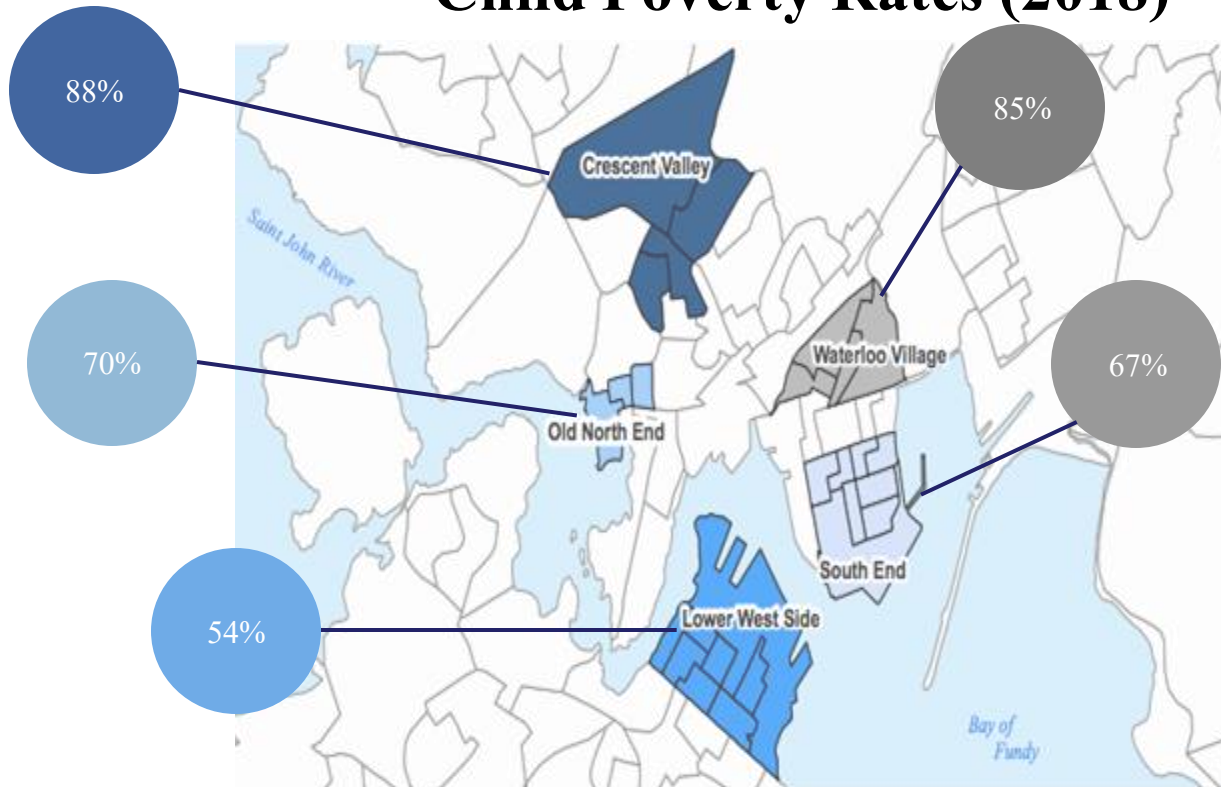 Child Poverty Rates (2018)
88%
85%
Crescent Valley
Saint John River
70%
Waterloo Village
67%
Old North End
South End
54%
Lower West Side
Bay of
Fundy